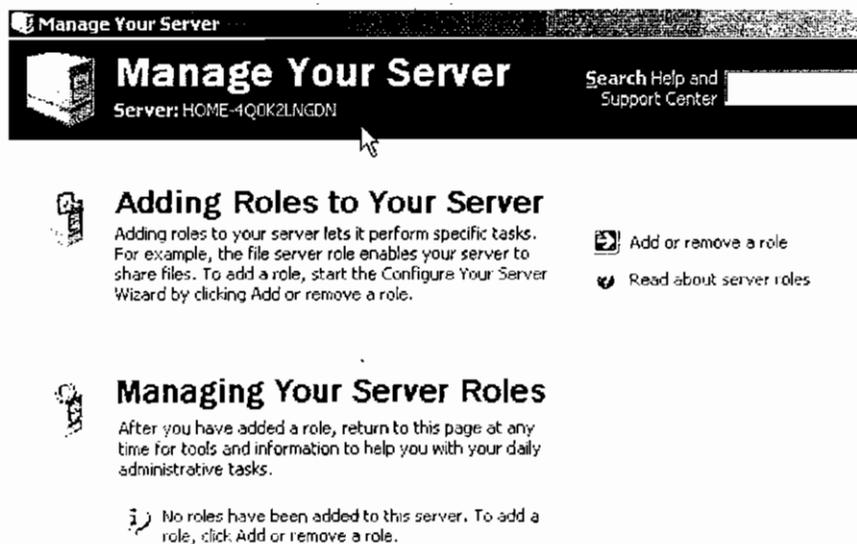 Manage Your Server
Manage Your Server
Server: HOME-4Q0K2LNGDN
Search Help and
Support Center
Adding Roles to Your Server
Adding roles to your server lets it perform specific tasks.
For example, the file server role enables your server to
share files. To add a role, start the Configure Your Server
Wizard by clicking Add or remove a role.
Add or remove a role
Read about server roles
Managing Your Server Roles
After you have added a role, return to this page at any
time for tools and information to help you with your daily
administrative tasks.
No roles have been added to this server. To add a
role, click Add or remove a role.